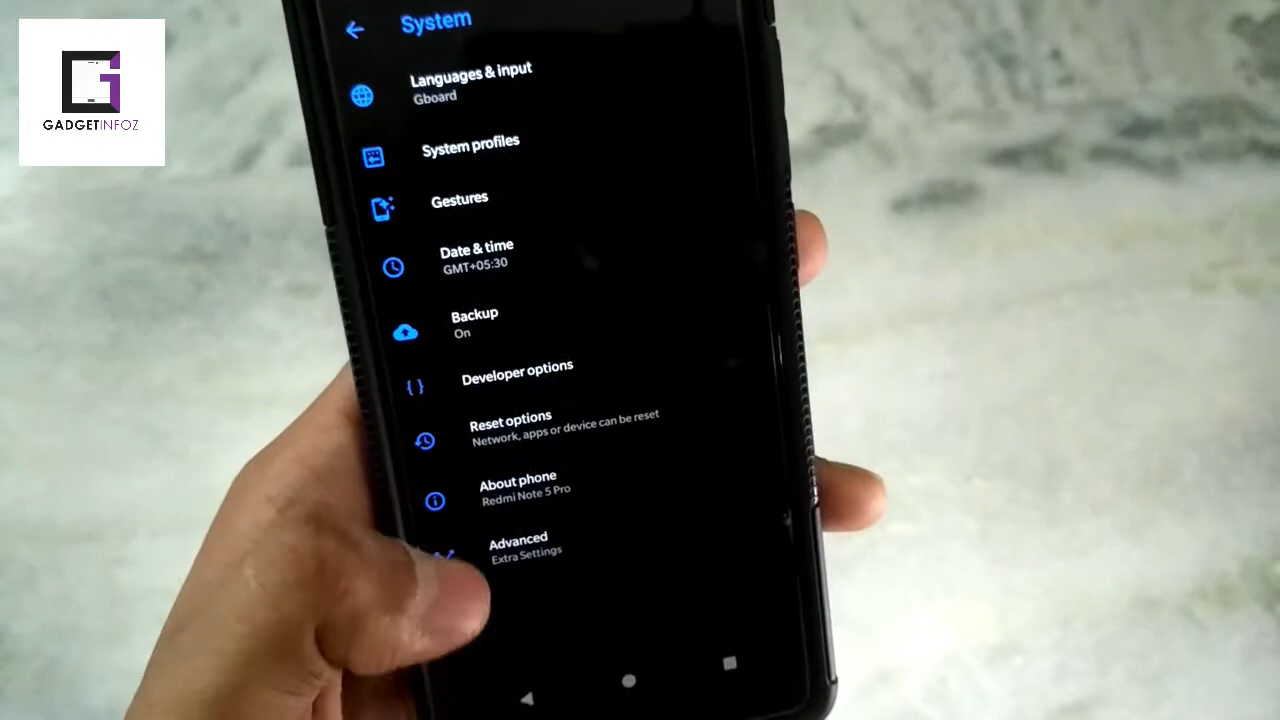 GADGETINFOZ
System
Languages & input
Gboard
System profiles
Gestures
Date & time
GMT+05:30
Backup
On
Developer options
Reset options
Network, apps or device can be reset
About phone
Redmi Note 5 Pro
Advanced
Extra Settings